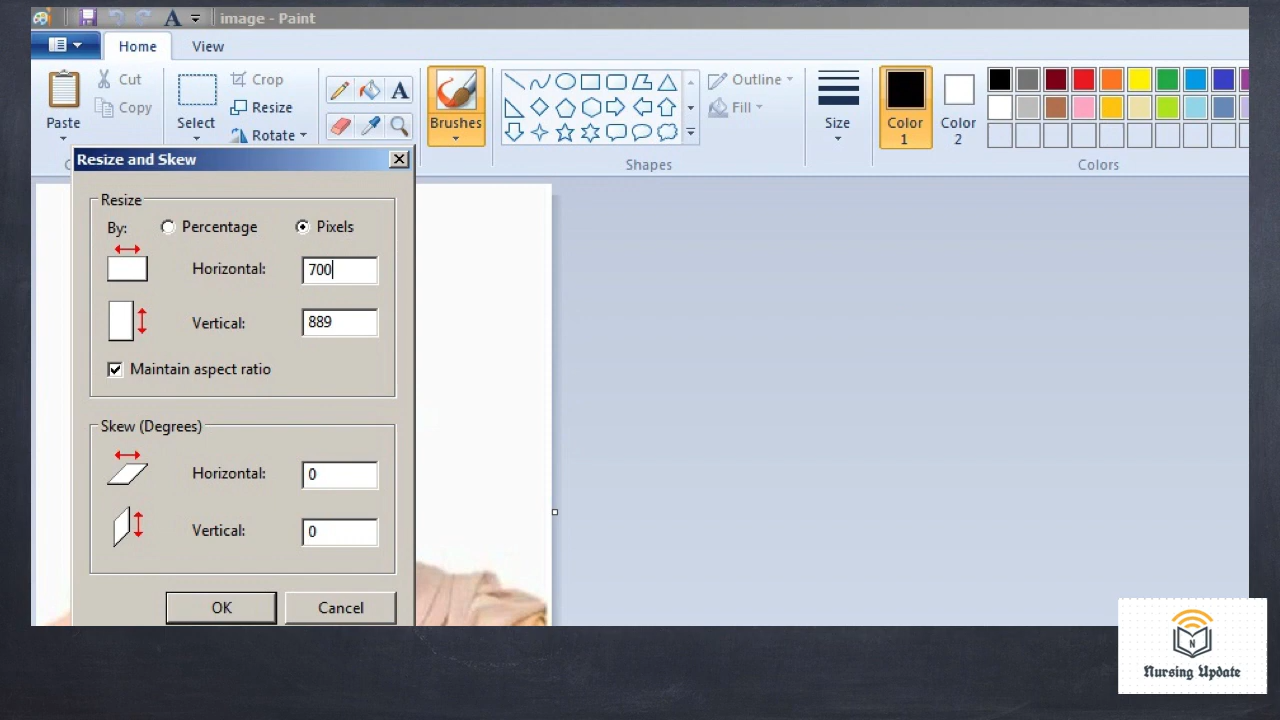 image - Paint
Home
View
Cut
Copy
Paste
Select
Crop
Resize
Rotate
Brushes
Outline
Fill
Shapes
Size
Color
1
Color
2
Colors
Resize and Skew
Resize
By:
Percentage
Pixels
Horizontal:
700
Vertical:
889
Maintain aspect ratio
Skew (Degrees)
Horizontal:
0
Vertical:
0
OK
Cancel
N
Nursing Update